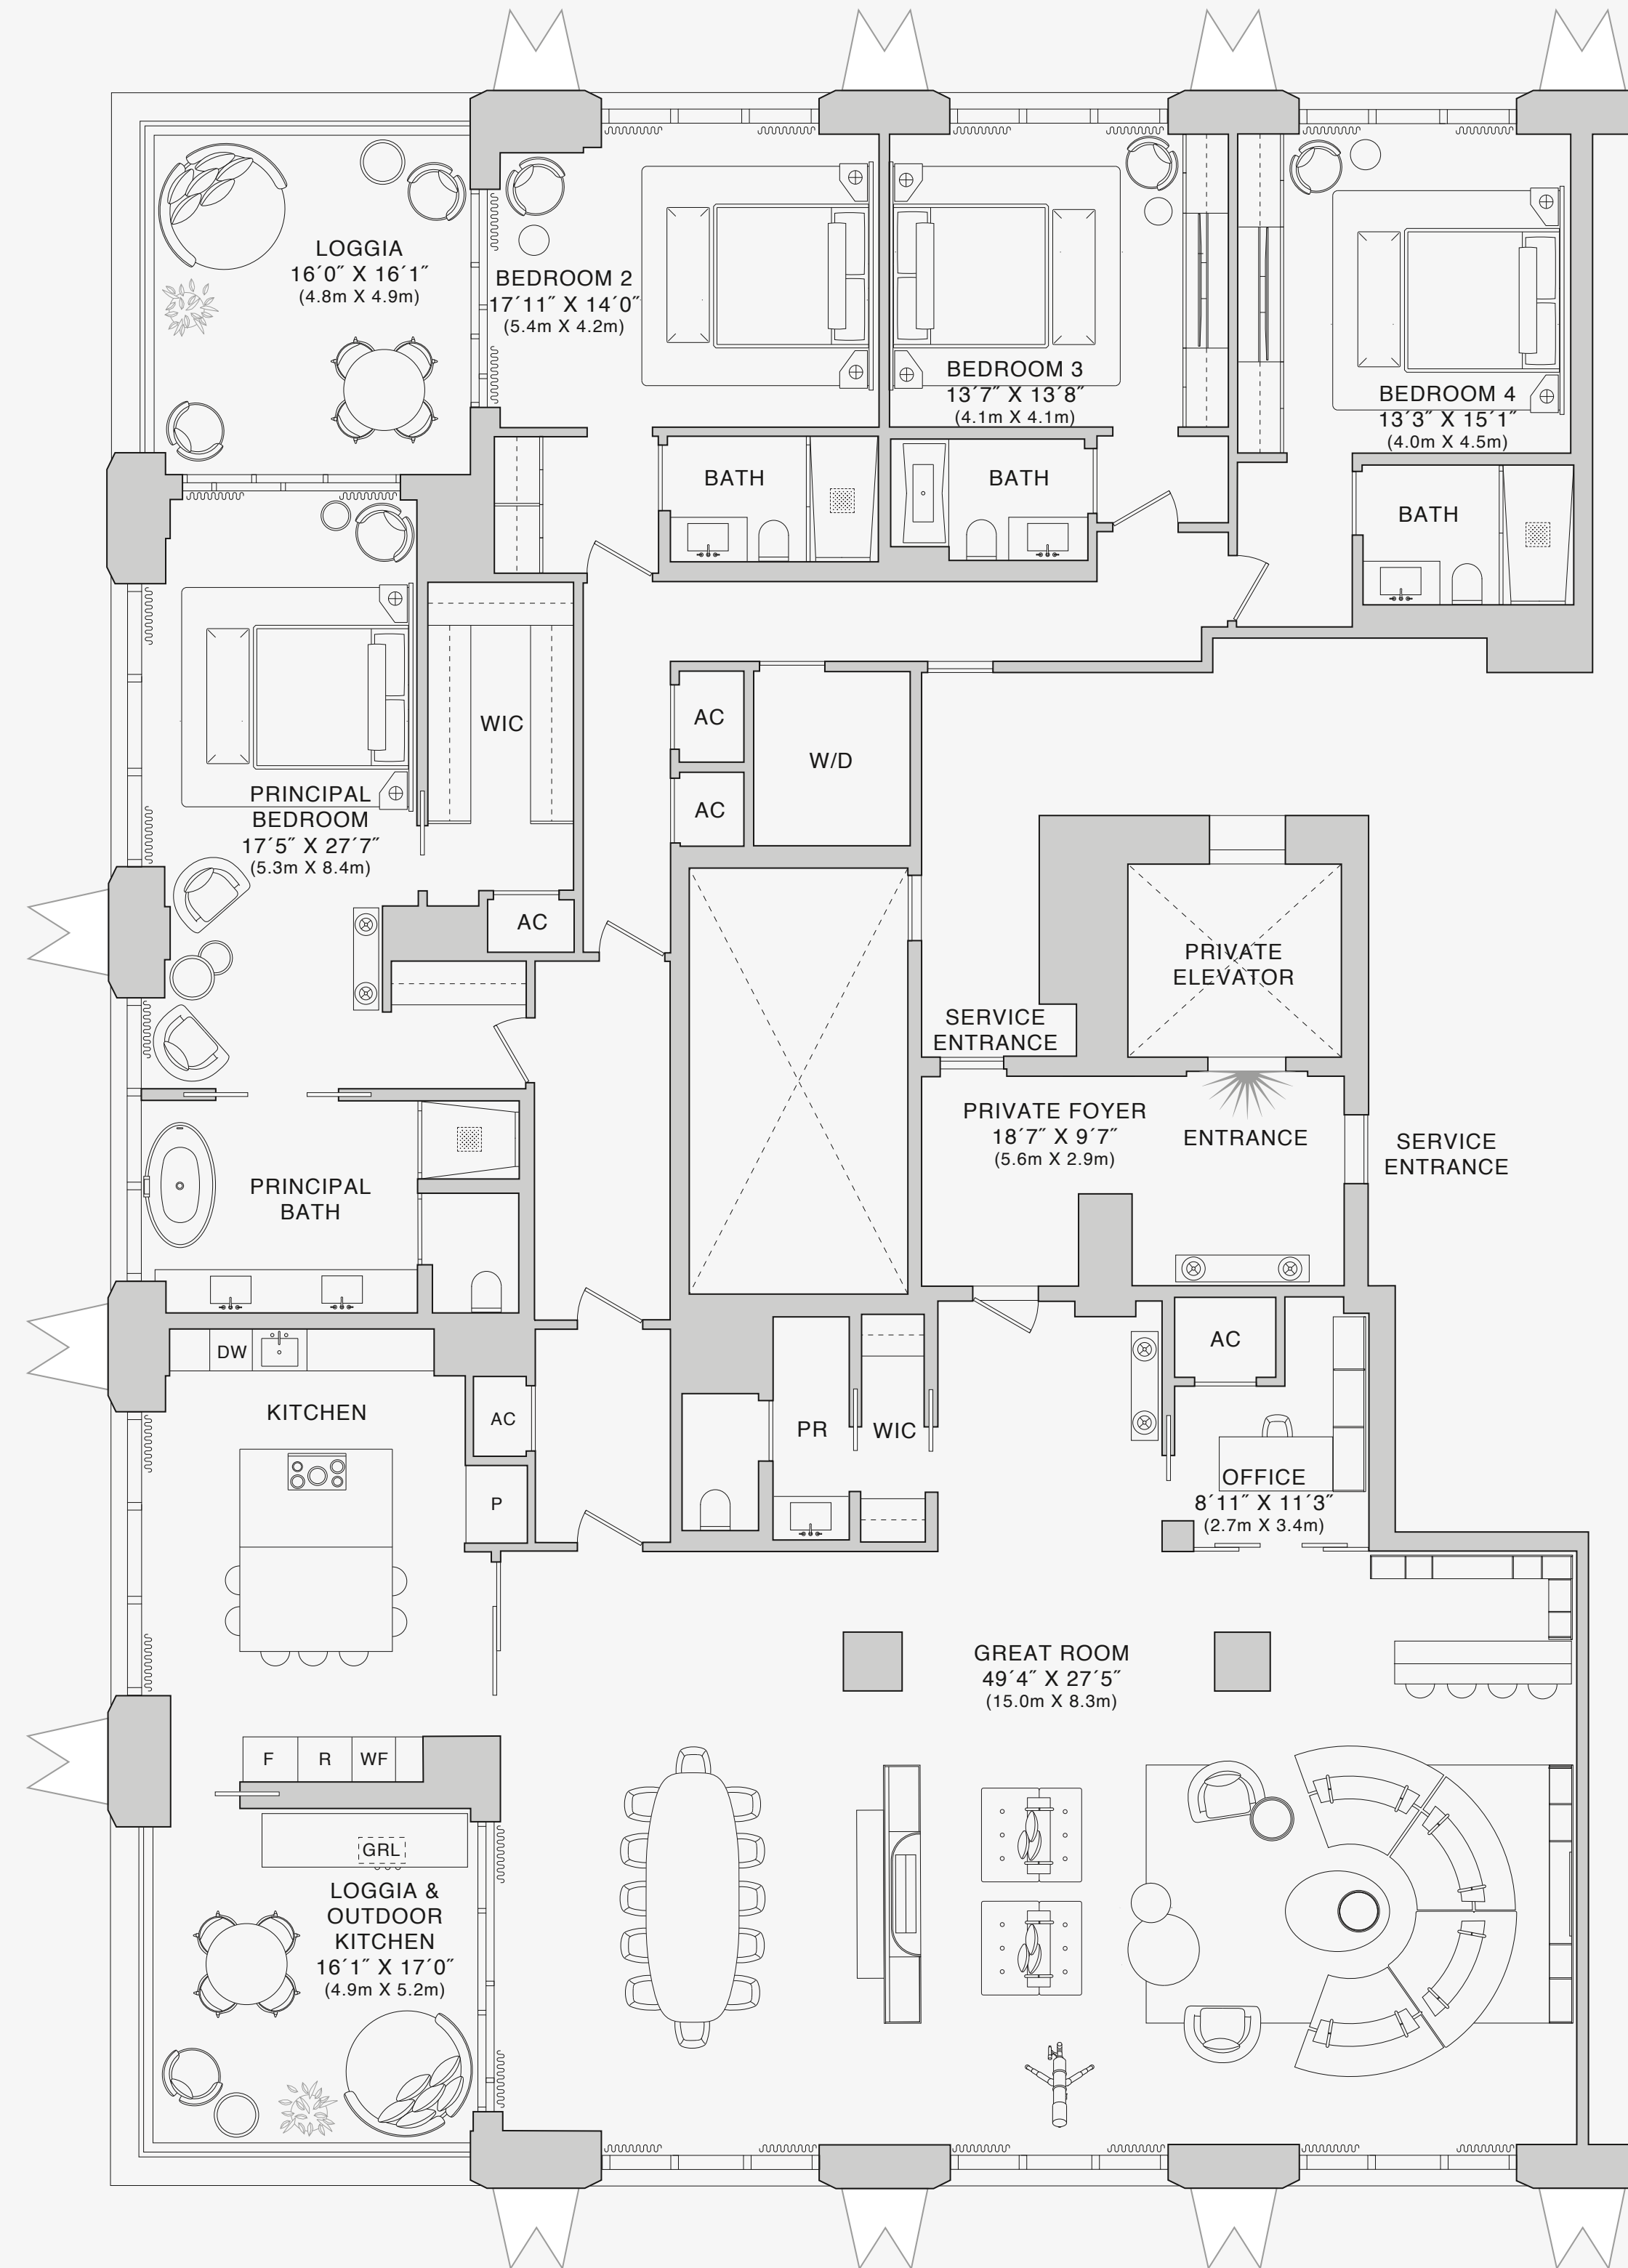 LOGGIA
16´0˝ X 16´1˝
(4.8m X 4.9m)
BEDROOM 2
17´11˝ X 14´0˝
(5.4m X 4.2m)
BEDROOM 3
13´7˝ X 13´8˝
(4.1m X 4.1m)
BEDROOM 4
13´3˝ X 15´1˝
(4.0m X 4.5m)
BATH
BATH
BATH
WIC
AC
W/D
AC
PRINCIPAL
BEDROOM
17´5˝ X 27´7˝
(5.3m X 8.4m)
AC
PRIVATE
ELEVATOR
SERVICE
ENTRANCE
PRIVATE FOYER
18´7˝ X 9´7˝
(5.6m X 2.9m)
ENTRANCE
SERVICE
ENTRANCE
PRINCIPAL
BATH
DW
KITCHEN
AC
P
PR
WIC
AC
OFFICE
8´11˝ X 11´3˝
(2.7m X 3.4m)
GREAT ROOM
49´4˝ X 27´5˝
(15.0m X 8.3m)
F
R
WF
GRL
LOGGIA &
OUTDOOR
KITCHEN
16´1˝ X 17´0˝
(4.9m X 5.2m)